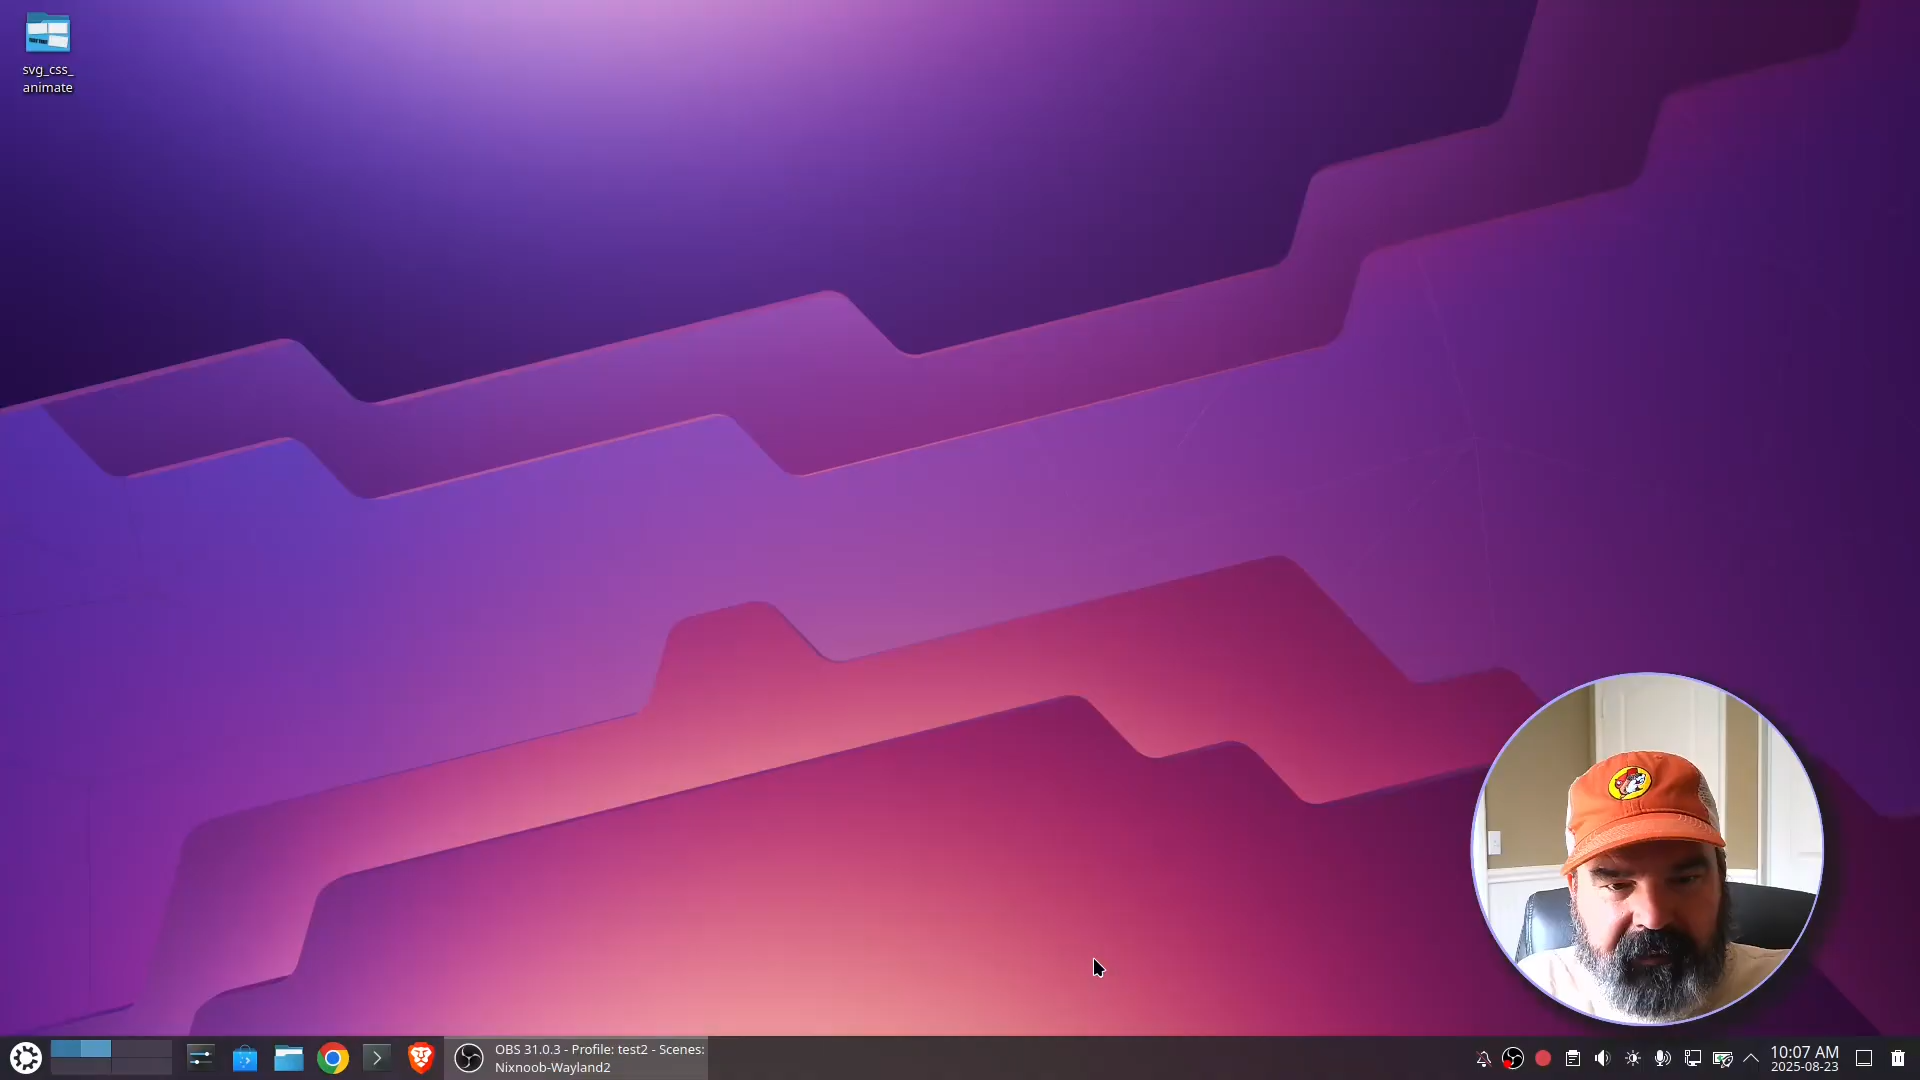 svg_css_
animate
OBS 31.0.3 - Profile: test2 - Scenes:
Nixnoob-Wayland2
10:07 AM
2025-08-23